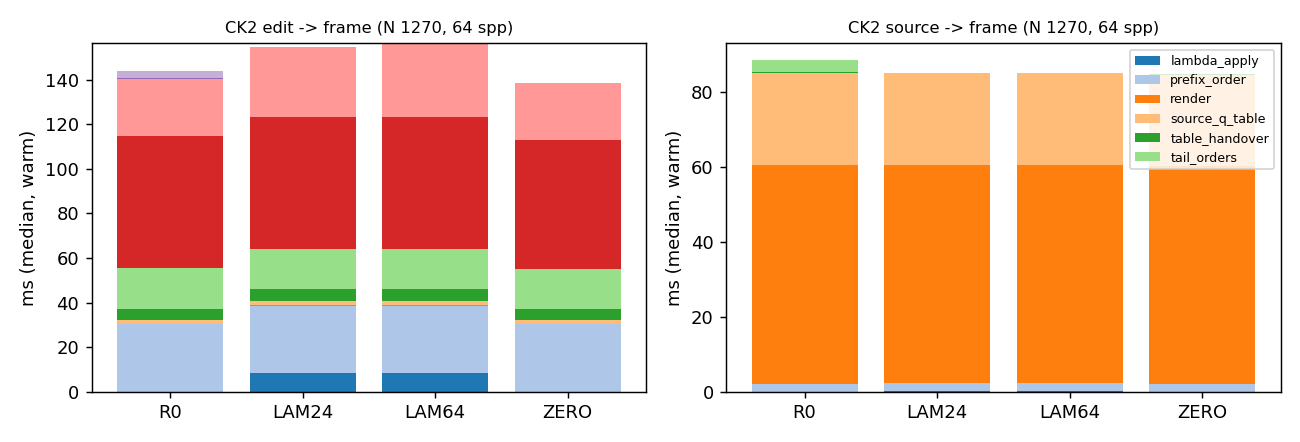 CK2 edit -> frame (N 1270, 64 spp)
ms (median, warm)
140
120
100
80
60
40
20
0
R0 LAM24 LAM64 ZERO
CK2 source -> frame (N 1270, 64 spp)
ms (median, warm)
80
60
40
20
0
R0 LAM24 LAM64 ZERO
lambda_apply
prefix_order
render
source_q_table
table_handover
tail_orders